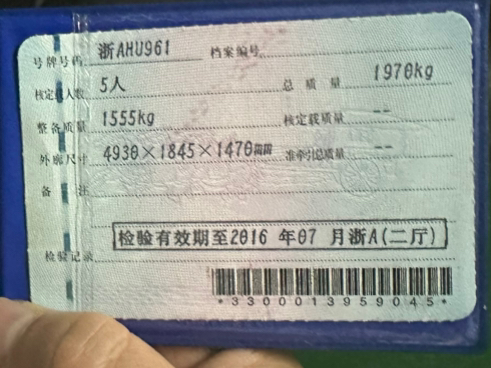 号牌号码 浙AHU961 档案编号
核定载人数 5人 总质量 1970kg
整备质量 1555kg 核定载质量 --
外廓尺寸 4930×1845×1470mm 准牵引总质量 --
备注
检验记录 检验有效期至2016 年07 月浙A(二厅)
*3300013959045*